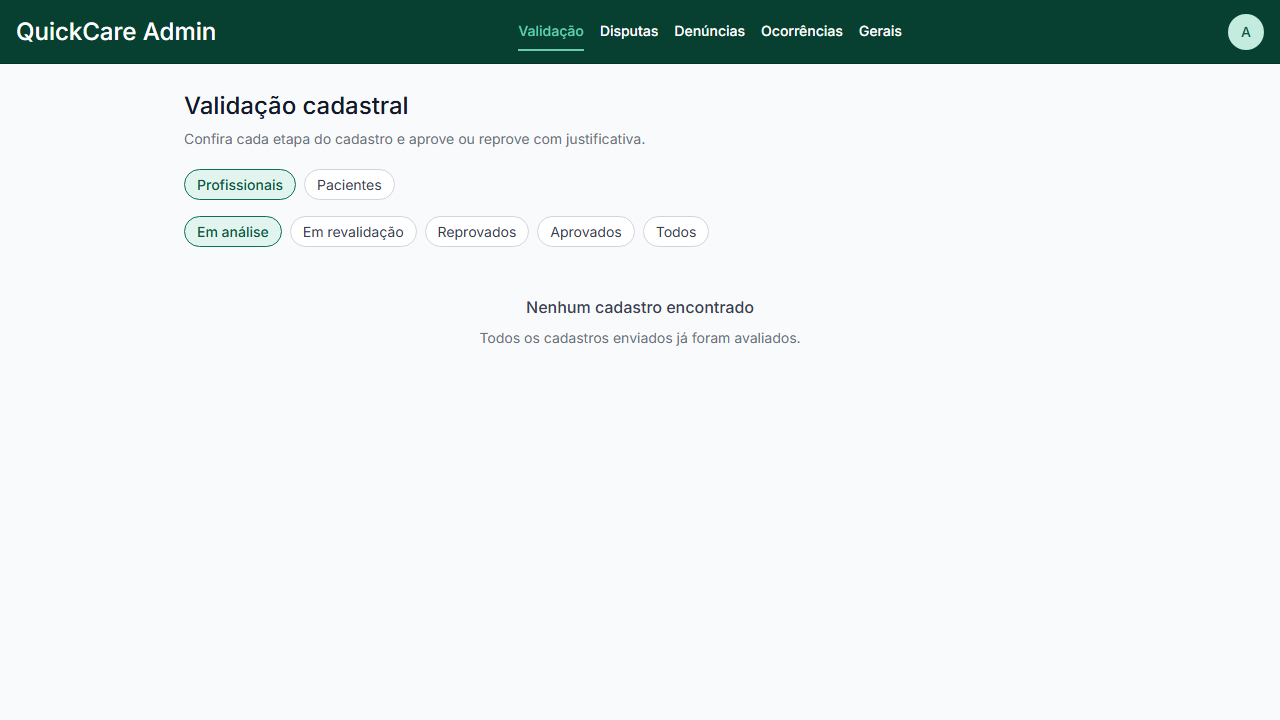 QuickCare Admin
Validação Disputas Denúncias Ocorrências Gerais
A
Validação cadastral
Confira cada etapa do cadastro e aprove ou reprove com justificativa.
Profissionais Pacientes
Em análise Em revalidação Reprovados Aprovados Todos
Nenhum cadastro encontrado
Todos os cadastros enviados já foram avaliados.